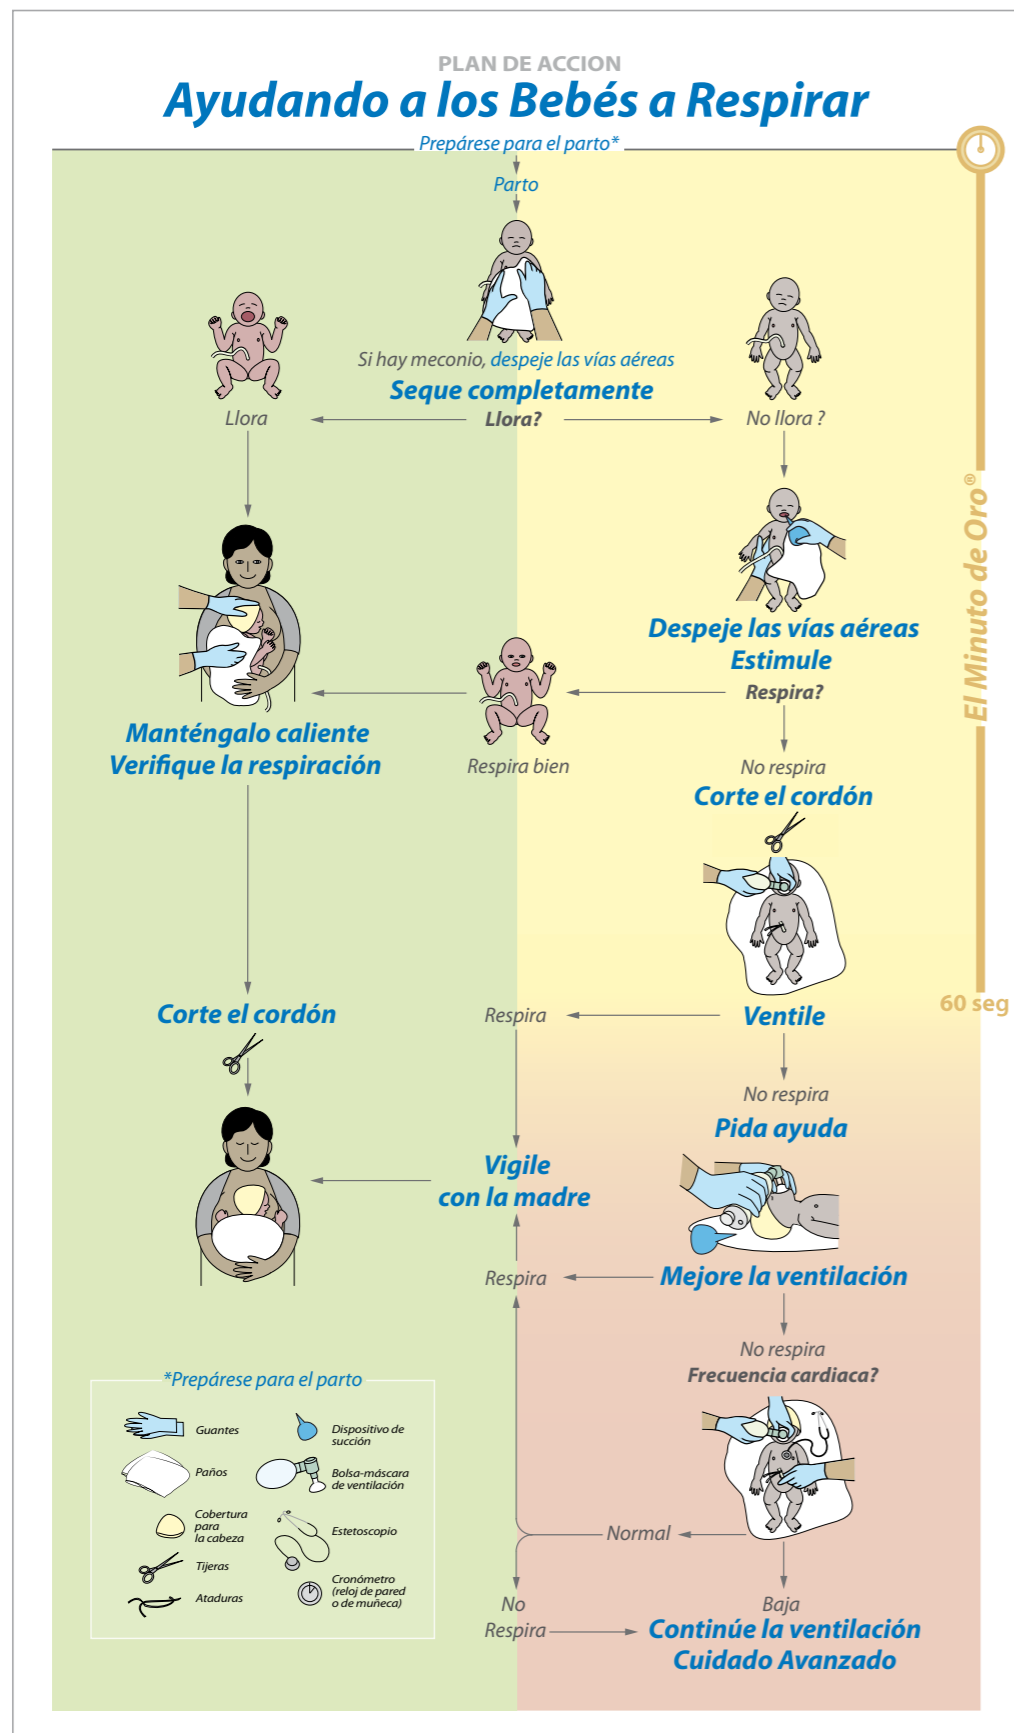 PLAN DE ACCION
Ayudando a los Bebés a Respirar
Prepárese para el parto*
Parto
Si hay meconio, despeje las vías aéreas
Seque completamente
Llora
Llora?
No llora ?
El Minuto de Oro®
Despeje las vías aéreas
Estimule
Respira?
Manténgalo caliente
Verifique la respiración
Respira bien
No respira
Corte el cordón
60 seg
Corte el cordón
Respira
Ventile
No respira
Pida ayuda
Vigile
con la madre
Respira
Mejore la ventilación
No respira
Frecuencia cardiaca?
*Prepárese para el parto
Guantes
Dispositivo de
succión
Paños
Bolsa-máscara
de ventilación
Cobertura
para
la cabeza
Estetoscopio
Tijeras
Ataduras
Cronómetro
(reloj de pared
o de muñeca)
Normal
No
Respira
Baja
Continúe la ventilación
Cuidado Avanzado